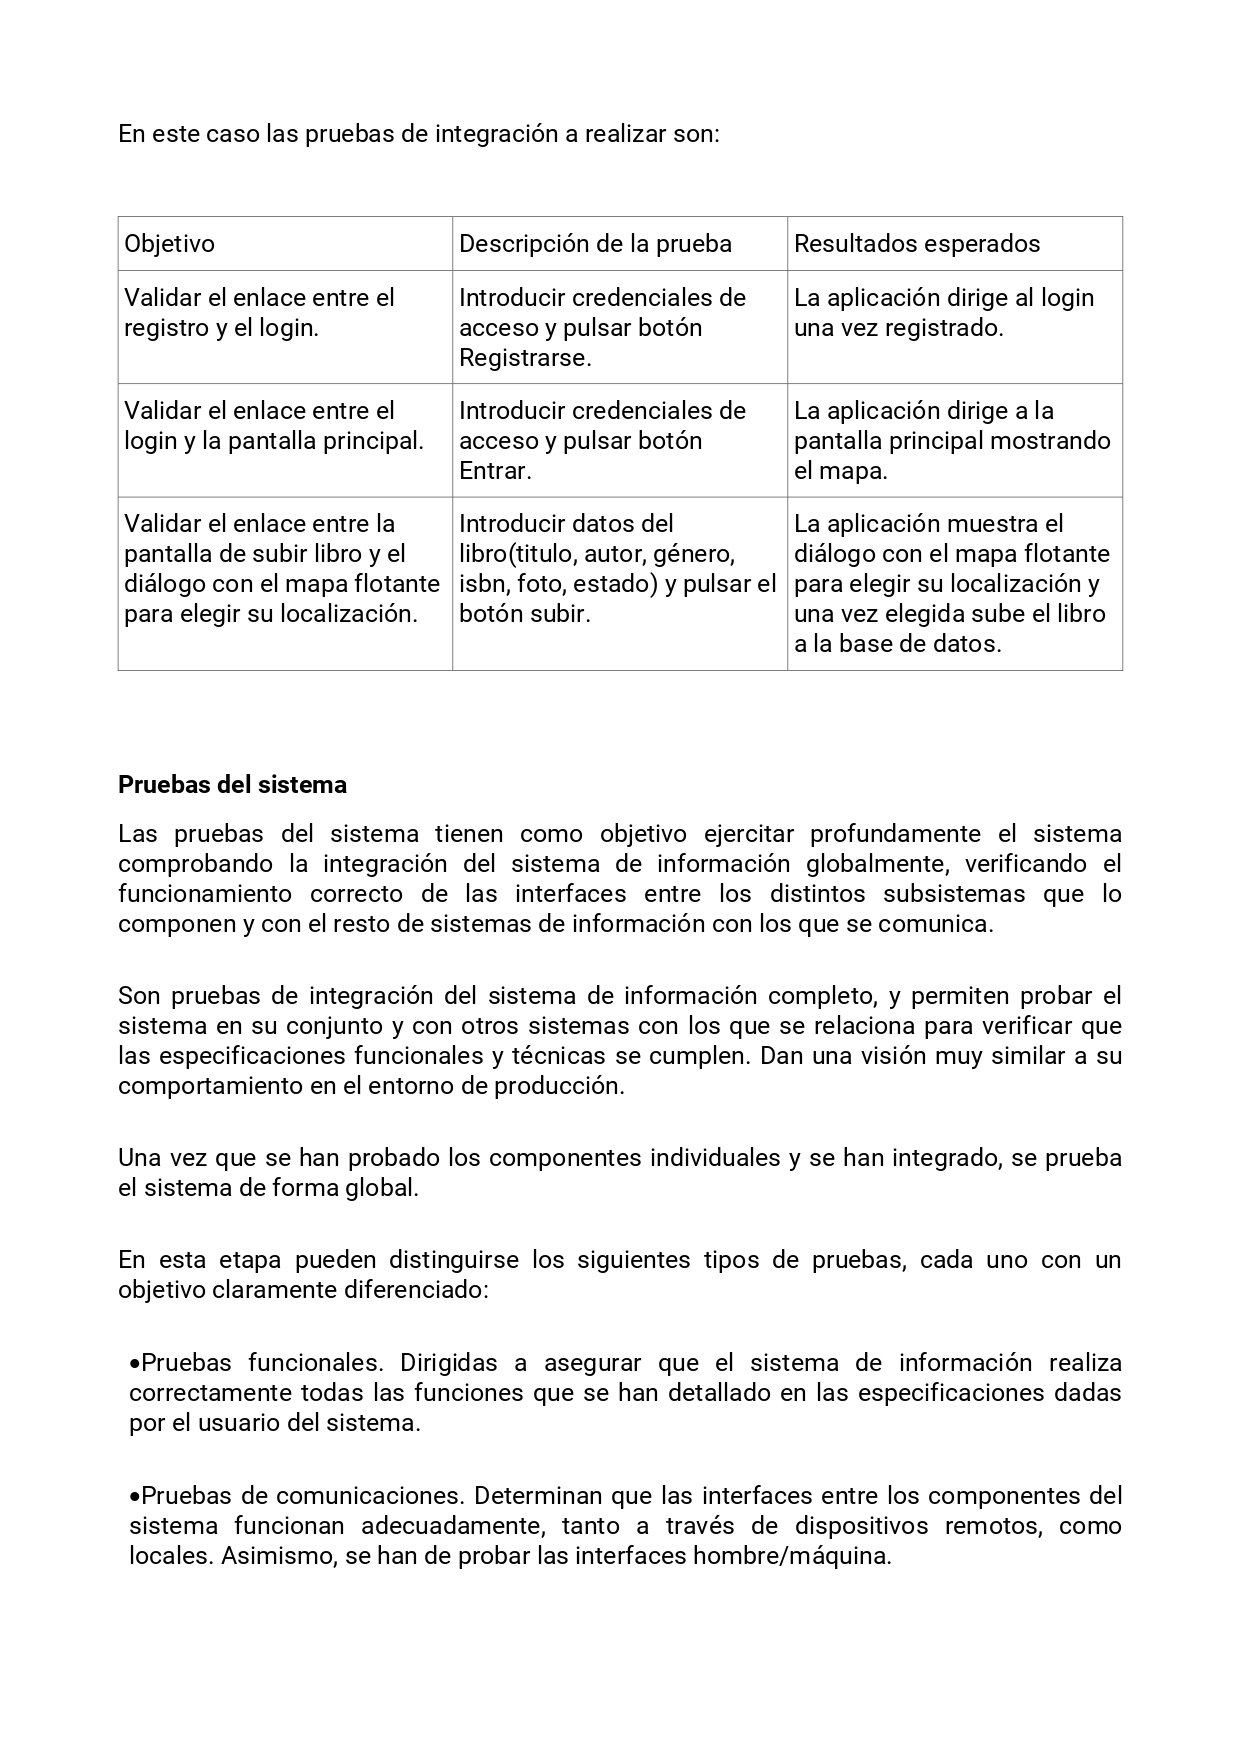 En este caso las pruebas de integración a realizar son:
Objetivo
Descripción de la prueba
Resultados esperados
Validar el enlace entre el
registro y el login.
Introducir credenciales de
acceso y pulsar botón
Registrarse.
La aplicación dirige al login
una vez registrado.
Validar el enlace entre el
login y la pantalla principal.
Introducir credenciales de
acceso y pulsar botón
Entrar.
La aplicación dirige a la
pantalla principal mostrando
el mapa.
Validar el enlace entre la
pantalla de subir libro y el
diálogo con el mapa flotante
para elegir su localización.
Introducir datos del
libro(titulo, autor, género,
isbn, foto, estado) y pulsar el
botón subir.
La aplicación muestra el
diálogo con el mapa flotante
para elegir su localización y
una vez elegida sube el libro
a la base de datos.
Pruebas del sistema
Las pruebas del sistema tienen como objetivo ejercitar profundamente el sistema
comprobando la integración del sistema de información globalmente, verificando el
funcionamiento correcto de las interfaces entre los distintos subsistemas que lo
componen y con el resto de sistemas de información con los que se comunica.
Son pruebas de integración del sistema de información completo, y permiten probar el
sistema en su conjunto y con otros sistemas con los que se relaciona para verificar que
las especificaciones funcionales y técnicas se cumplen. Dan una visión muy similar a su
comportamiento en el entorno de producción.
Una vez que se han probado los componentes individuales y se han integrado, se prueba
el sistema de forma global.
En esta etapa pueden distinguirse los siguientes tipos de pruebas, cada uno con un
objetivo claramente diferenciado:
•Pruebas funcionales. Dirigidas a asegurar que el sistema de información realiza
correctamente todas las funciones que se han detallado en las especificaciones dadas
por el usuario del sistema.
•Pruebas de comunicaciones. Determinan que las interfaces entre los componentes del
sistema funcionan adecuadamente, tanto a través de dispositivos remotos, como
locales. Asimismo, se han de probar las interfaces hombre/máquina.